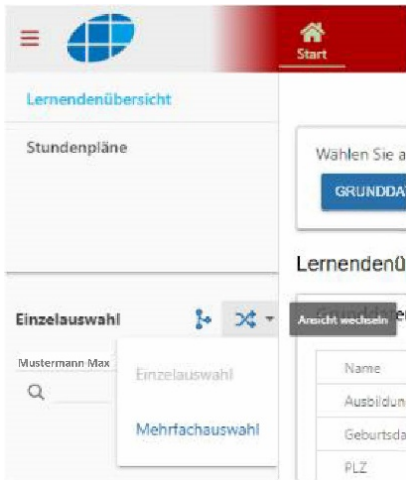 Start
Lernendenübersicht
Stundenpläne
Wählen Sie a
GRUNDDA
Lernendenü
Einzelauswahl
Ansicht wechseln
Mustermann Max
Einzelauswahl
Mehrfachauswahl
Name
Ausbildun
Geburtsda
PLZ